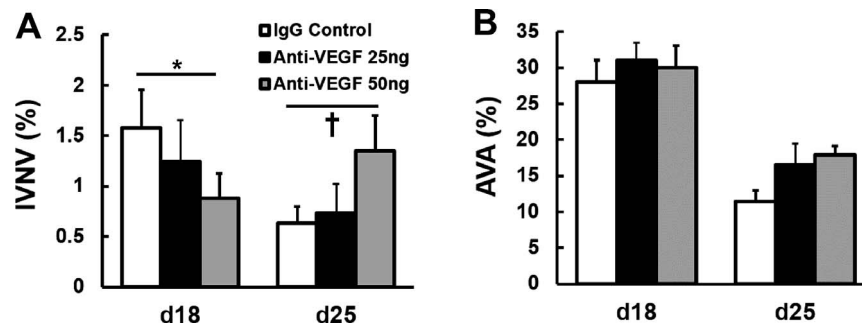 A
IVNV (%)
2.5
2
1.5
1
0.5
0
*
†
IgG Control
Anti-VEGF 25ng
Anti-VEGF 50ng
d18
d25
B
AVA (%)
35
30
25
20
15
10
5
0
d18
d25